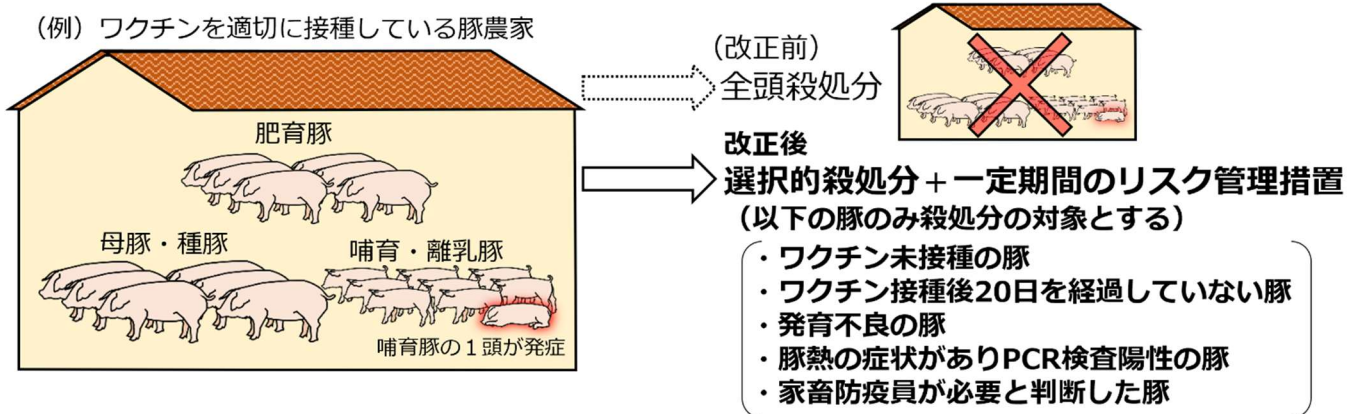 （例）ワクチンを適切に接種している豚農家
肥育豚
母豚・種豚
哺育・離乳豚
哺育豚の１頭が発症
（改正前）
全頭殺処分
改正後
選択的殺処分＋一定期間のリスク管理措置
（以下の豚のみ殺処分の対象とする）
・ワクチン未接種の豚
・ワクチン接種後20日を経過していない豚
・発育不良の豚
・豚熱の症状がありPCR検査陽性の豚
・家畜防疫員が必要と判断した豚